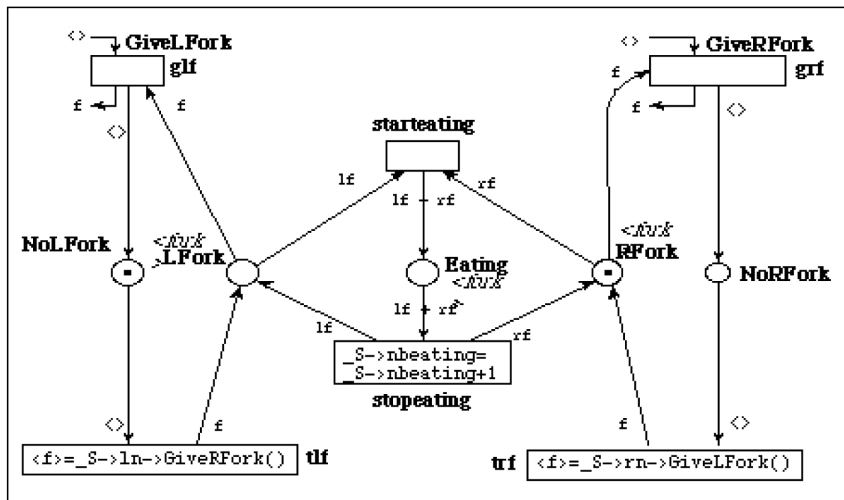 <>
GiveLFork
glf
f
f
<>
<>
GiveRFork
grf
f
f
<>
starteating
lf
rf
lf + rf
NoLFork
LFork
Eating
RFork
NoRFork
lf + rf
lf
rf
_S->nbeating=
_S->nbeating+1
stopeating
<>
f
f
<>
<f>=_S->ln->GiveRFork()
tlf
trf
<f>=_S->rn->GiveLFork()